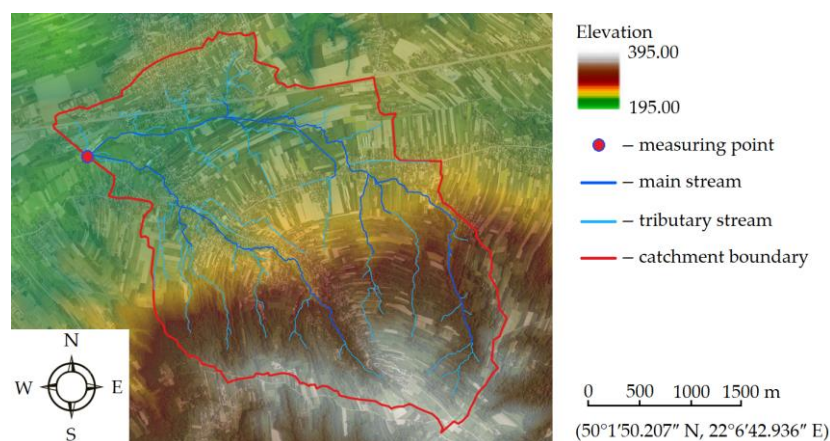 Elevation
395.00
195.00
– measuring point
– main stream
– tributary stream
– catchment boundary
N
W E
S
0 500 1000 1500 m
(50°1′50.207″ N, 22°6′42.936″ E)